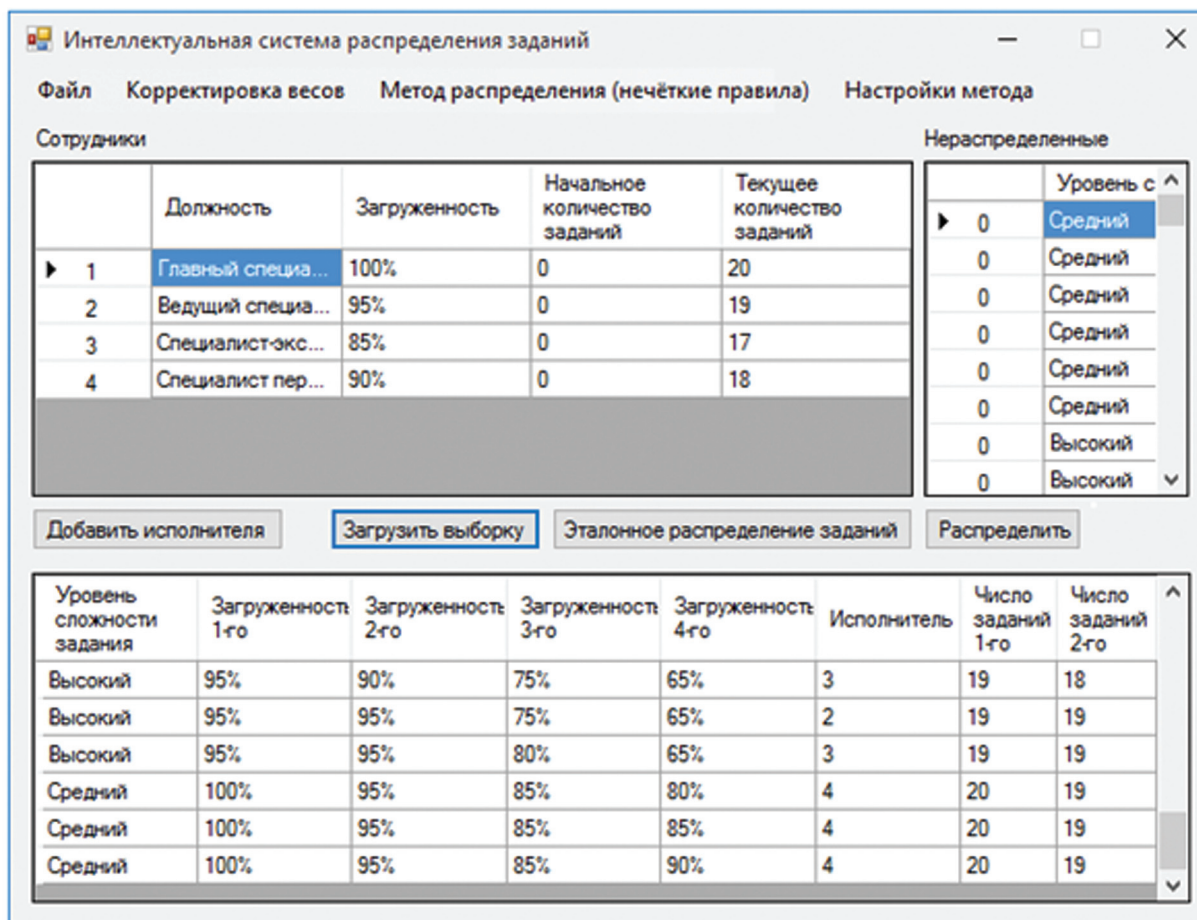 Интеллектуальная система распределения заданий
Файл Корректировка весов Метод распределения (нечёткие правила) Настройки метода
Сотрудники
Должность Загруженность Начальное количество заданий Текущее количество заданий
1 Главный специа... 100% 0 20
2 Ведущий специа... 95% 0 19
3 Специалист-экс... 85% 0 17
4 Специалист пер... 90% 0 18
Нераспределенные
Уровень с
0 Средний
0 Средний
0 Средний
0 Средний
0 Средний
0 Средний
0 Высокий
0 Высокий
Добавить исполнителя Загрузить выборку Эталонное распределение заданий Распределить
Уровень сложности задания Загруженность 1-го Загруженность 2-го Загруженность 3-го Загруженность 4-го Исполнитель Число заданий 1-го Число заданий 2-го
Высокий 95% 90% 75% 65% 3 19 18
Высокий 95% 95% 75% 65% 2 19 19
Высокий 95% 95% 80% 65% 3 19 19
Средний 100% 95% 85% 80% 4 20 19
Средний 100% 95% 85% 85% 4 20 19
Средний 100% 95% 85% 90% 4 20 19